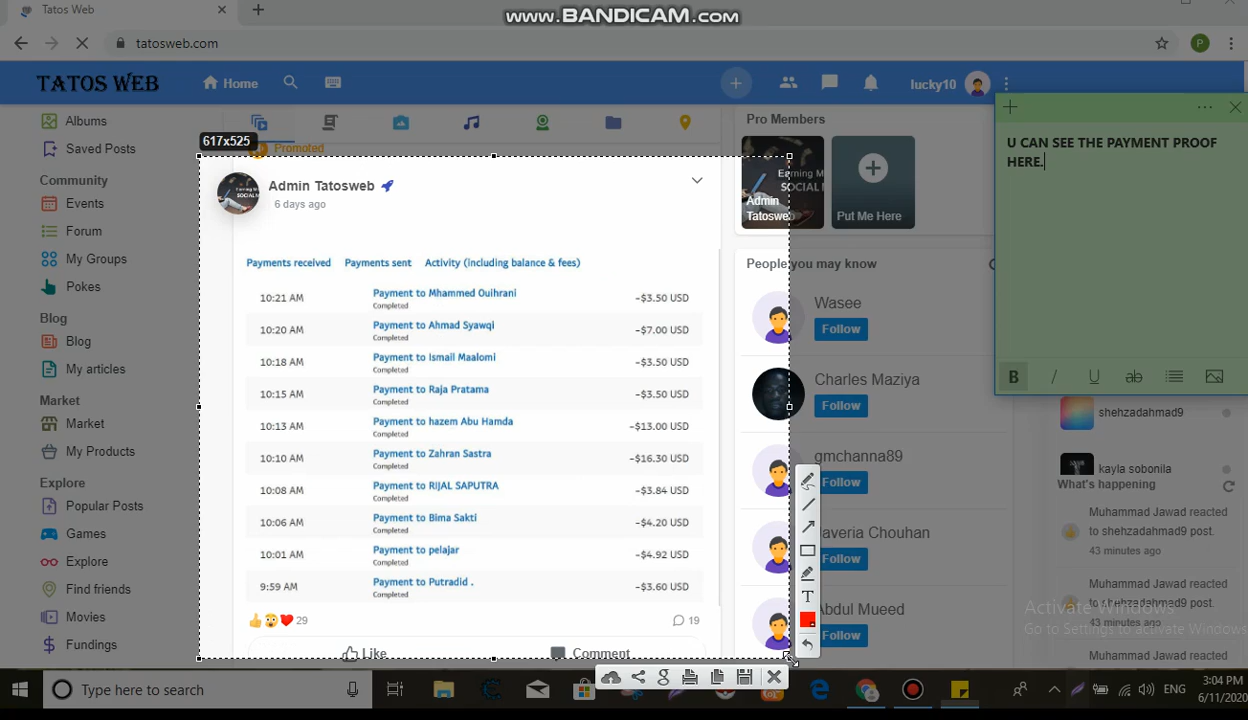 www.BANDICAM.com
Tatos Web
tatosweb.com
P
TATOS WEB
Home
lucky10
Albums
Saved Posts
Community
Events
Forum
My Groups
Pokes
Blog
Blog
My articles
Market
Market
My Products
Explore
Popular Posts
Games
Explore
Find friends
Movies
Fundings
617x525
Promoted
Admin Tatosweb
6 days ago
Payments received Payments sent Activity (including balance & fees)
10:21 AM Payment to Mhammed Ouihrani -$3.50 USD
Completed
10:20 AM Payment to Ahmad Syawqi -$7.00 USD
Completed
10:18 AM Payment to Ismail Maalomi -$3.50 USD
Completed
10:15 AM Payment to Raja Pratama -$3.50 USD
Completed
10:13 AM Payment to hazem Abu Hamda -$13.00 USD
Completed
10:10 AM Payment to Zahran Sastra -$16.30 USD
Completed
10:08 AM Payment to RIJAL SAPUTRA -$3.84 USD
Completed
10:06 AM Payment to Bima Sakti -$4.20 USD
Completed
10:01 AM Payment to pelajar -$4.92 USD
Completed
9:59 AM Payment to Putradid .  -$3.60 USD
Completed
29
19
Like Comment
Pro Members
Earning M
SOCIAL M
Admin
Tatoswe
Put Me Here
People you may know
Wasee
Follow
Charles Maziya
Follow
gmchanna89
Follow
averia Chouhan
Follow
Abdul Mueed
Follow
U CAN SEE THE PAYMENT PROOF
HERE.
B I U ab
shehzadahmad9
kayla sobonila
What's happening
Muhammad Jawad reacted
to shehzadahmad9 post.
43 minutes ago
Muhammad Jawad reacted
to shehzadahmad9 post.
43 minutes ago
Muhammad Jawad reacted
Activate Windows
Go to Settings to activate Windows.
T
g
Type here to search
ENG
3:04 PM
6/11/2020